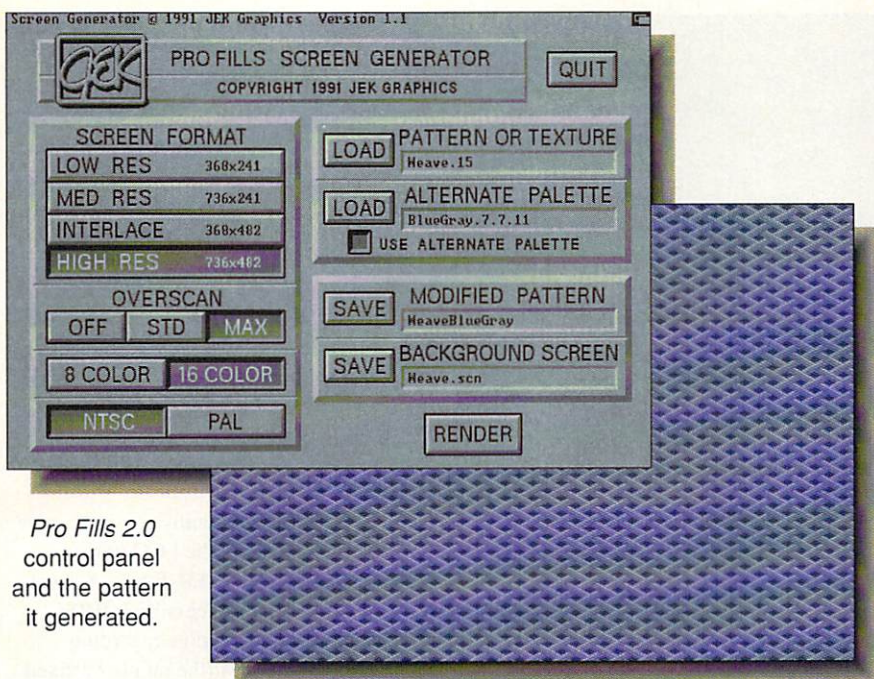 Screen Generator @ 1991 JEK Graphics Version 1.1
JEK
PRO FILLS SCREEN GENERATOR
COPYRIGHT 1991 JEK GRAPHICS
QUIT
SCREEN FORMAT
LOW RES 368x241
MED RES 736x241
INTERLACE 368x482
HIGH RES 736x482
OVERSCAN
OFF STD MAX
8 COLOR 16 COLOR
NTSC PAL
LOAD PATTERN OR TEXTURE
Weave.15
LOAD ALTERNATE PALETTE
BlueGray.7.7.11
USE ALTERNATE PALETTE
SAVE MODIFIED PATTERN
WeaveBlueGray
SAVE BACKGROUND SCREEN
Weave.scn
RENDER
Pro Fills 2.0
control panel
and the pattern
it generated.